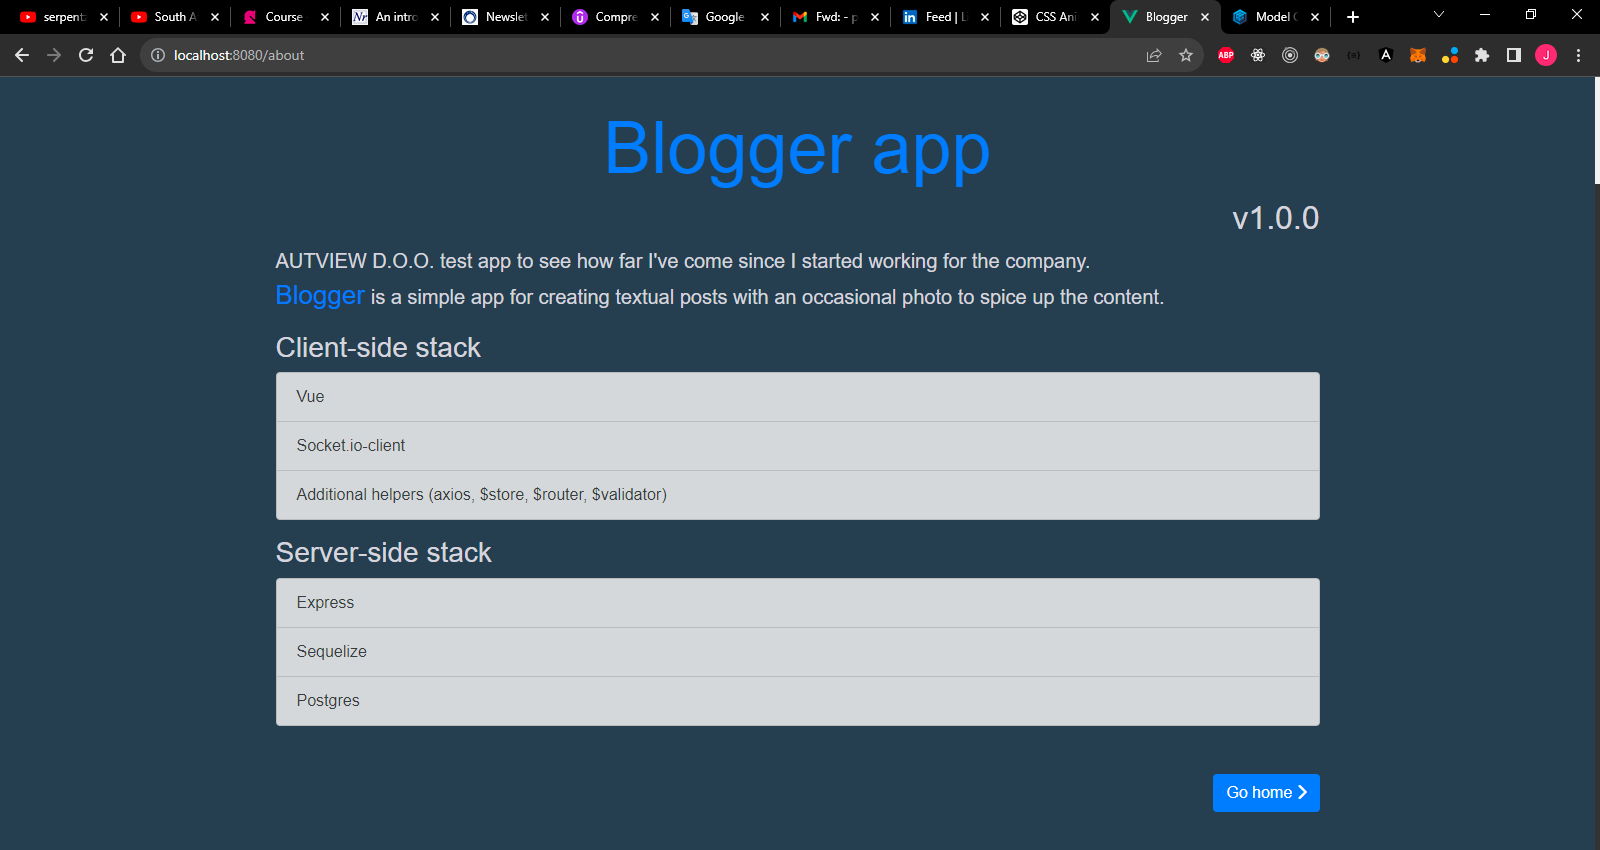 serpent
South A
Course
An intro
Newslet
Compre
Google
Fwd: - p
Feed | L
CSS Ani
Blogger
Model
localhost:8080/about
ABP
J
Blogger app
v1.0.0
AUTVIEW D.O.O. test app to see how far I've come since I started working for the company.
Blogger is a simple app for creating textual posts with an occasional photo to spice up the content.
Client-side stack
Vue
Socket.io-client
Additional helpers (axios, $store, $router, $validator)
Server-side stack
Express
Sequelize
Postgres
Go home